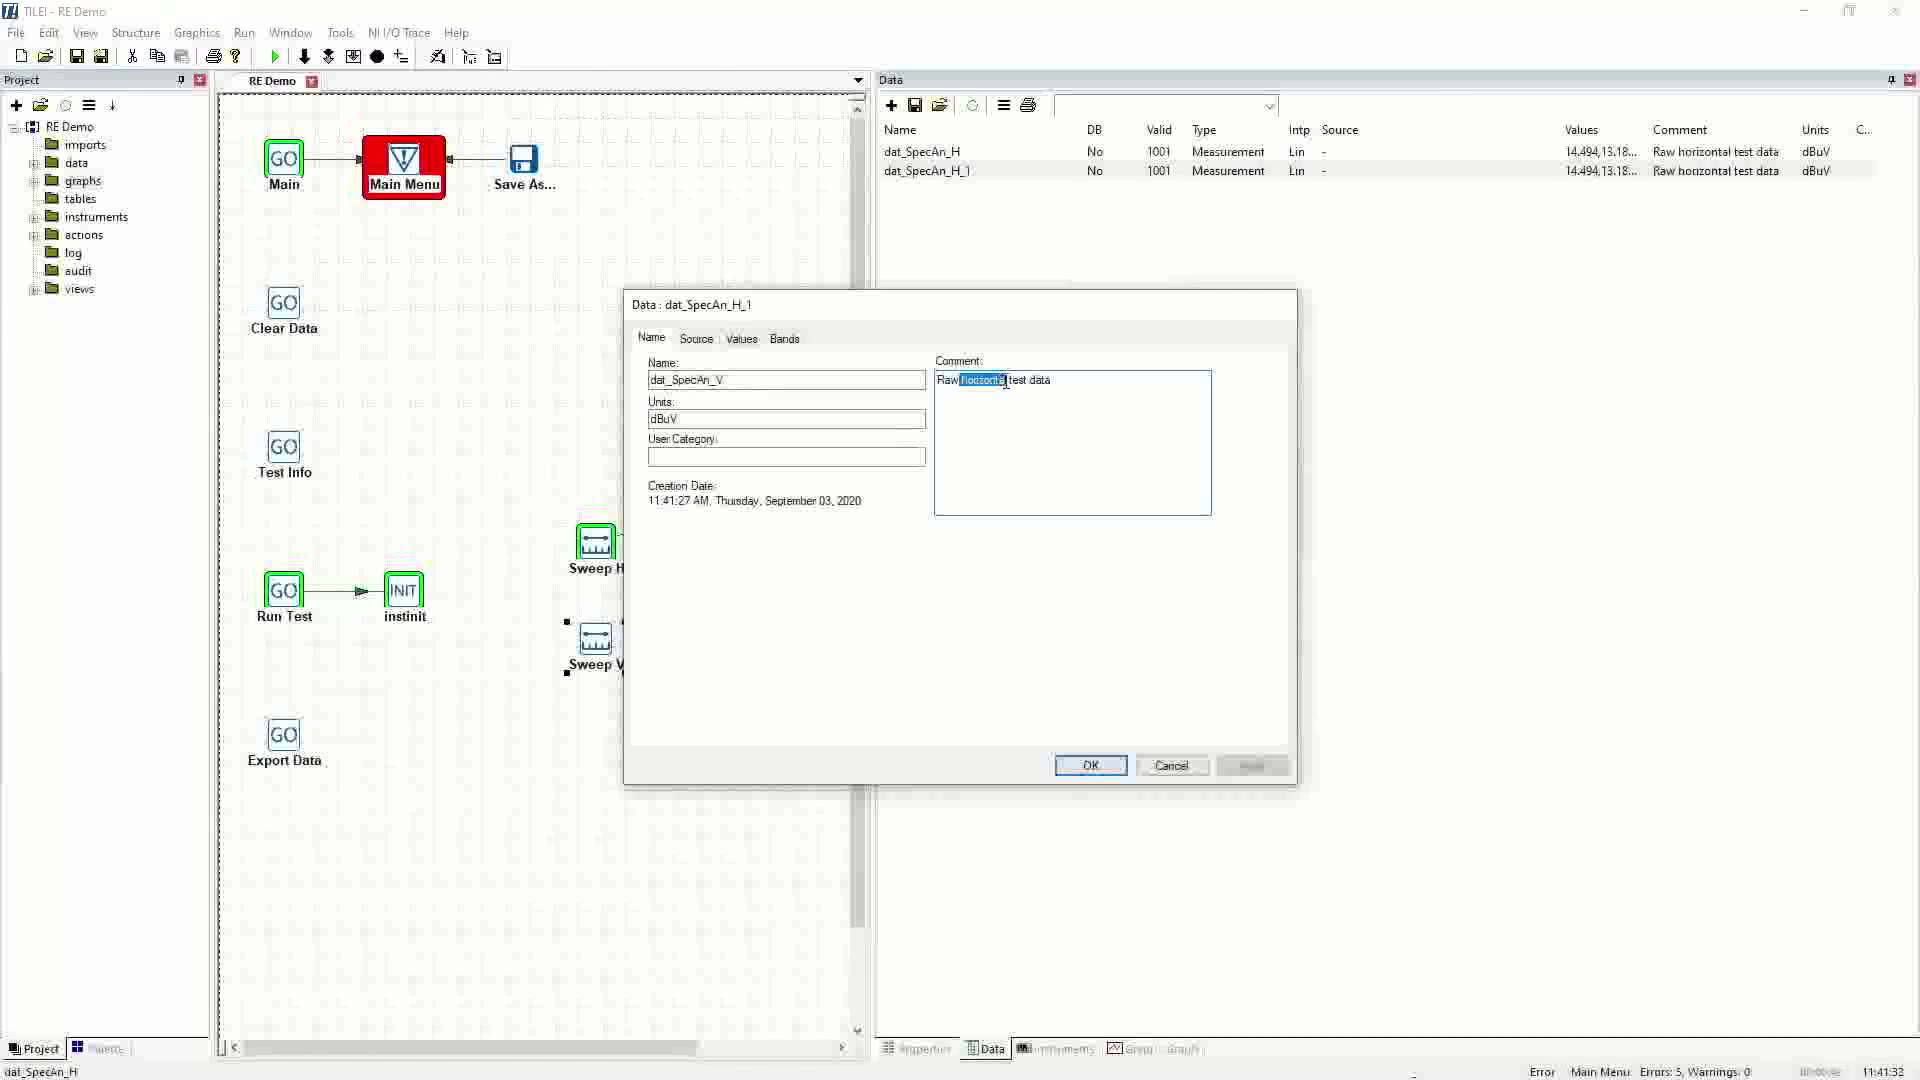 TILE! - RE Demo
File Edit View Structure Graphics Run Window Tools NI I/O Trace Help
Project
RE Demo
Data
RE Demo
imports
data
graphs
tables
instruments
actions
log
audit
views
GO
Main
Main Menu
Save As...
GO
Clear Data
GO
Test Info
GO
Run Test
INIT
instinit
Sweep H
Sweep V
GO
Export Data
Name DB Valid Type Intp Source Values Comment Units C...
dat_SpecAn_H No 1001 Measurement Lin - 14.494,13.18... Raw horizontal test data dBuV
dat_SpecAn_H_1 No 1001 Measurement Lin - 14.494,13.18... Raw horizontal test data dBuV
Data : dat_SpecAn_H_1
Name Source Values Bands
Name:
dat_SpecAn_V
Units:
dBuV
User Category:
Creation Date:
11:41:27 AM, Thursday, September 03, 2020
Comment:
Raw horizontal test data
OK Cancel
Project
Properties Data Instruments
dat_SpecAn_H
Error Main Menu: Errors: 5, Warnings: 0 11:41:32